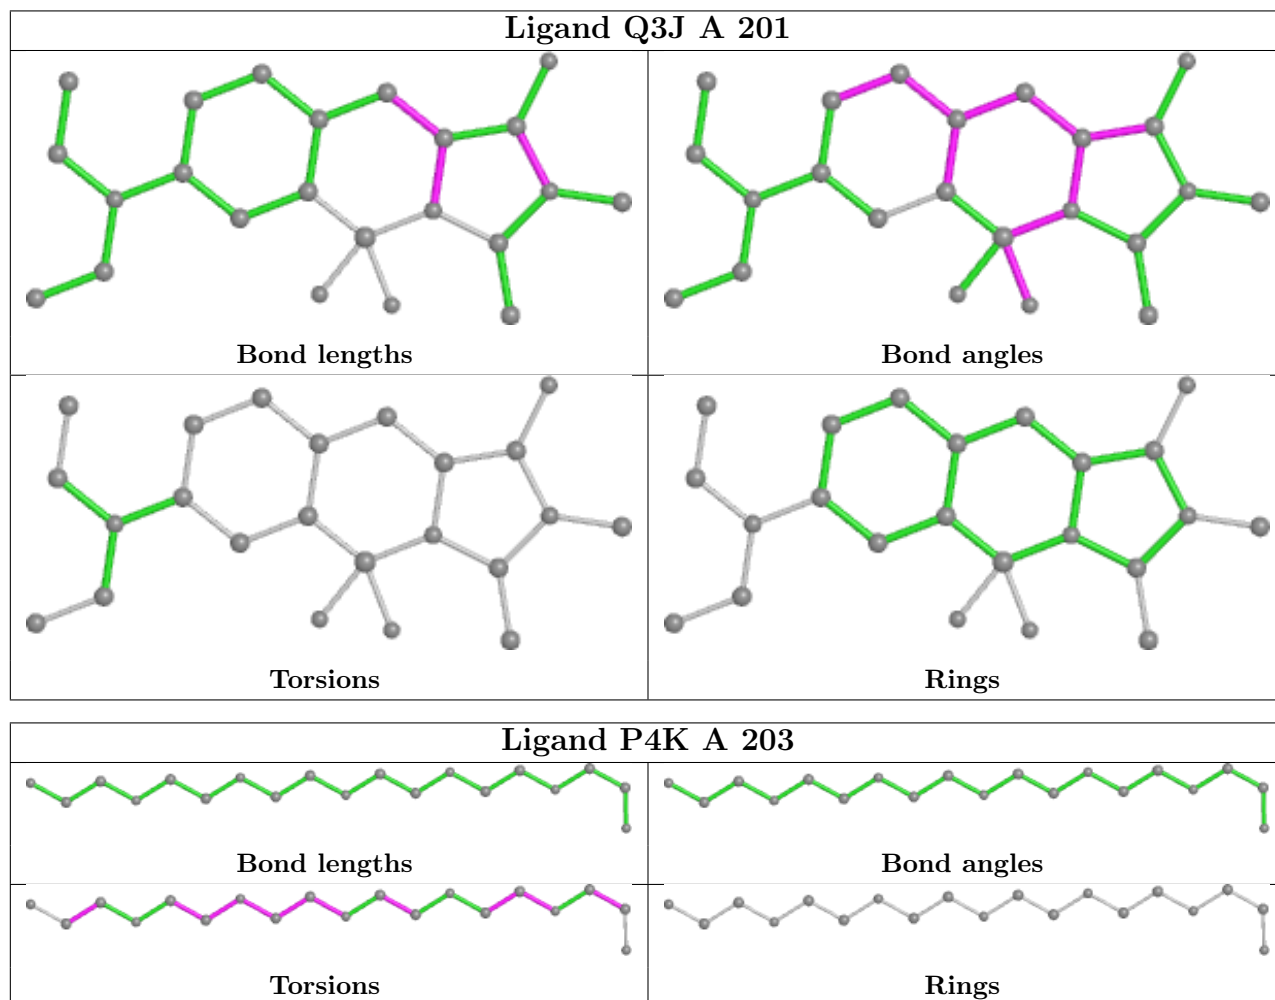 Ligand Q3J A 201
Bond lengths
Bond angles
Torsions
Rings
Ligand P4K A 203
Bond lengths
Bond angles
Torsions
Rings